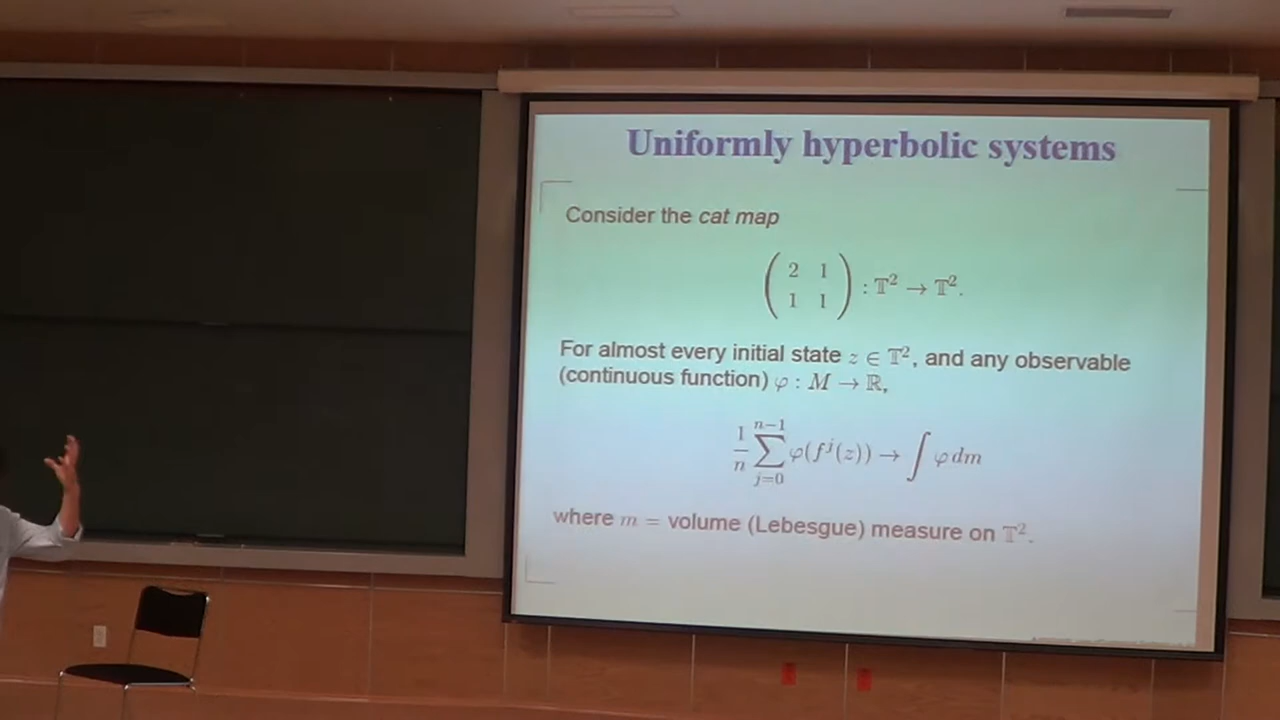 Uniformly hyperbolic systems
Consider the cat map
( 2 1
1 1 ) : 𝕋² → 𝕋².
For almost every initial state z ∈ 𝕋², and any observable
(continuous function) φ : M → ℝ,
1/n ∑_{j=0}^{n−1} φ(f^j(z)) → ∫ φ dm
where m = volume (Lebesgue) measure on 𝕋².